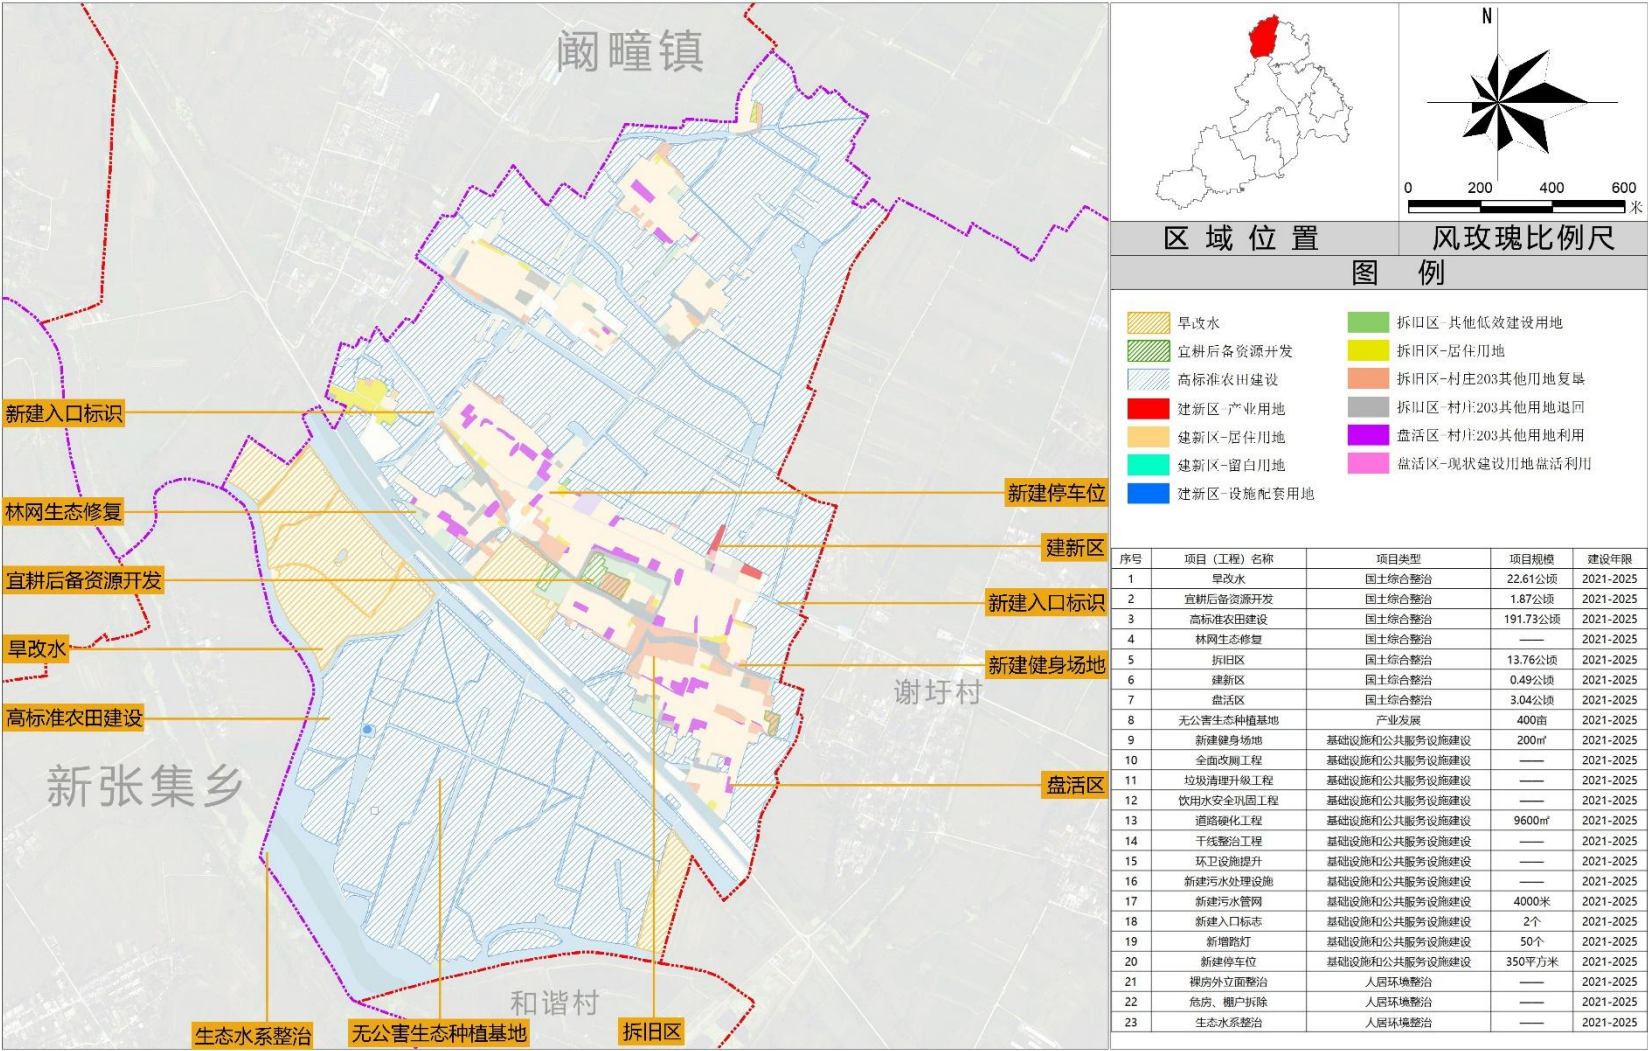 阚疃镇
新建入口标识
林网生态修复
宜耕后备资源开发
旱改水
高标准农田建设
新张集乡
生态水系整治
无公害生态种植基地
拆旧区
和谐村
新建停车位
建新区
新建入口标识
新建健身场地
谢圩村
盘活区
N
0 200 400 600
米
区域位置
风玫瑰比例尺
图 例
旱改水
宜耕后备资源开发
高标准农田建设
建新区-产业用地
建新区-居住用地
建新区-留白用地
建新区-设施配套用地
拆旧区-其他低效建设用地
拆旧区-居住用地
拆旧区-村庄203其他用地复垦
拆旧区-村庄203其他用地退回
盘活区-村庄203其他用地利用
盘活区-现状建设用地盘活利用
序号 项目（工程）名称 项目类型 项目规模 建设年限
1 旱改水 国土综合整治 22.61公顷 2021-2025
2 宜耕后备资源开发 国土综合整治 1.87公顷 2021-2025
3 高标准农田建设 国土综合整治 191.73公顷 2021-2025
4 林网生态修复 国土综合整治 —— 2021-2025
5 拆旧区 国土综合整治 13.76公顷 2021-2025
6 建新区 国土综合整治 0.49公顷 2021-2025
7 盘活区 国土综合整治 3.04公顷 2021-2025
8 无公害生态种植基地 产业发展 400亩 2021-2025
9 新建健身场地 基础设施和公共服务设施建设 200㎡ 2021-2025
10 全面改厕工程 基础设施和公共服务设施建设 —— 2021-2025
11 垃圾清理升级工程 基础设施和公共服务设施建设 —— 2021-2025
12 饮用水安全巩固工程 基础设施和公共服务设施建设 —— 2021-2025
13 道路硬化工程 基础设施和公共服务设施建设 9600㎡ 2021-2025
14 干线整治工程 基础设施和公共服务设施建设 —— 2021-2025
15 环卫设施提升 基础设施和公共服务设施建设 —— 2021-2025
16 新建污水处理设施 基础设施和公共服务设施建设 —— 2021-2025
17 新建污水管网 基础设施和公共服务设施建设 4000米 2021-2025
18 新建入口标志 基础设施和公共服务设施建设 2个 2021-2025
19 新增路灯 基础设施和公共服务设施建设 50个 2021-2025
20 新建停车位 基础设施和公共服务设施建设 350平方米 2021-2025
21 裸房外立面整治 人居环境整治 —— 2021-2025
22 危房、棚户拆除 人居环境整治 —— 2021-2025
23 生态水系整治 人居环境整治 —— 2021-2025